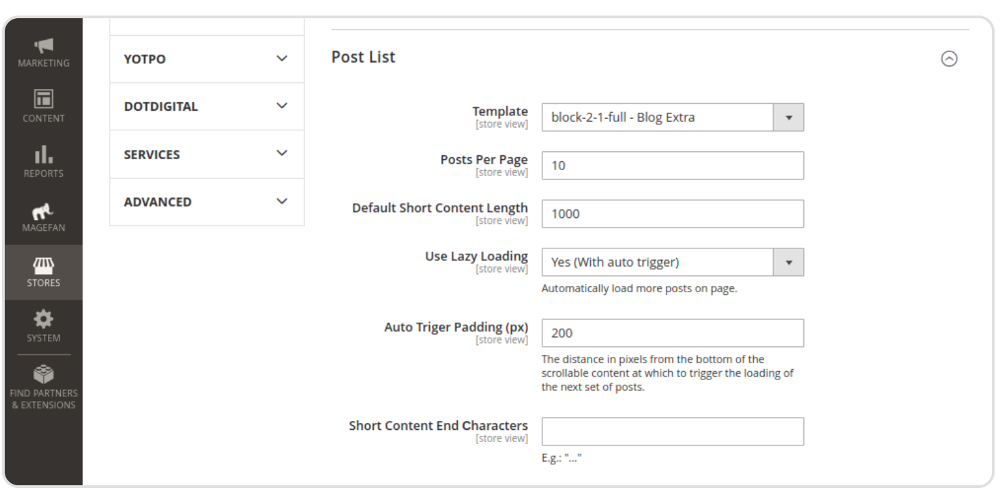 MARKETING
CONTENT
REPORTS
MAGEFAN
STORES
SYSTEM
FIND PARTNERS
& EXTENSIONS
YOTPO
DOTDIGITAL
SERVICES
ADVANCED
Post List
Template
[store view]
block-2-1-full - Blog Extra
Posts Per Page
[store view]
10
Default Short Content Length
[store view]
1000
Use Lazy Loading
[store view]
Yes (With auto trigger)
Automatically load more posts on page.
Auto Triger Padding (px)
[store view]
200
The distance in pixels from the bottom of the
scrollable content at which to trigger the loading of
the next set of posts.
Short Content End Characters
[store view]
E.g.: "..."